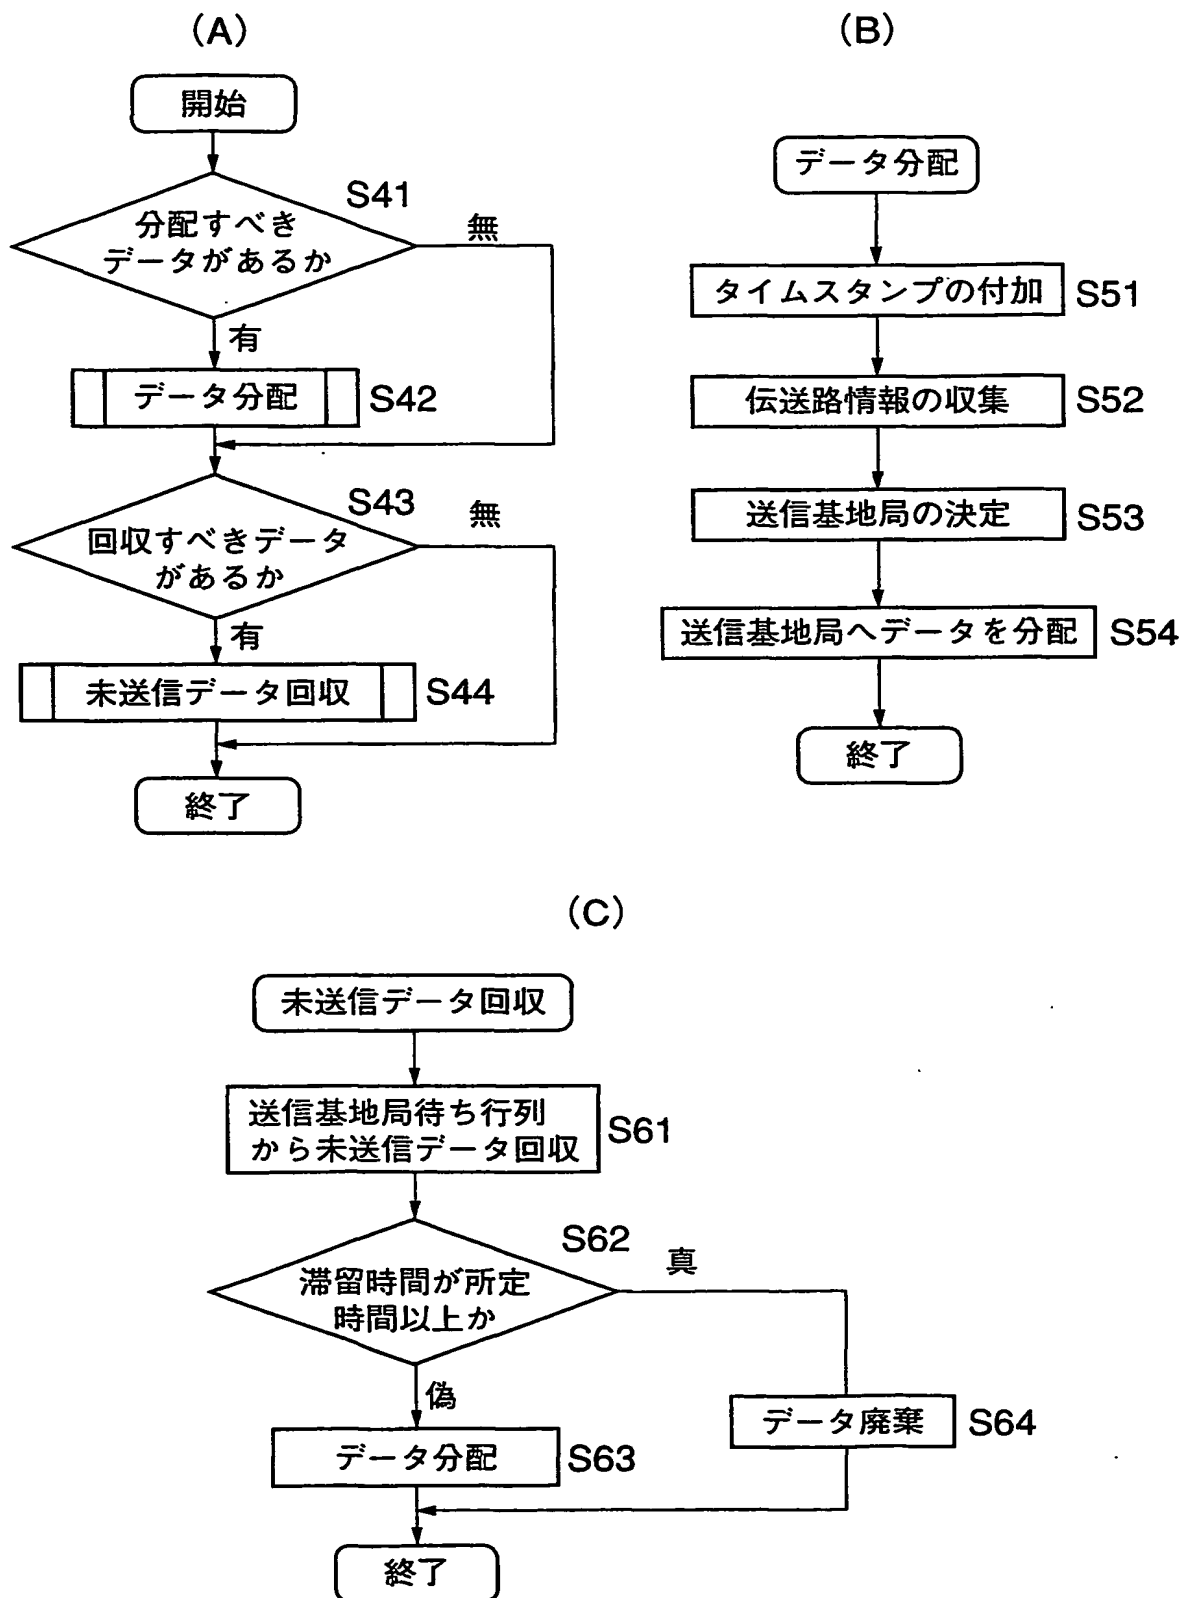 (A)
開始
S41
分配すべき
データがあるか
無
有
データ分配
S42
S43
回収すべきデータ
があるか
無
有
未送信データ回収
S44
終了
(B)
データ分配
タイムスタンプの付加
S51
伝送路情報の収集
S52
送信基地局の決定
S53
送信基地局へデータを分配
S54
終了
(C)
未送信データ回収
送信基地局待ち行列
から未送信データ回収
S61
S62
滞留時間が所定
時間以上か
真
偽
データ分配
S63
データ廃棄
S64
終了